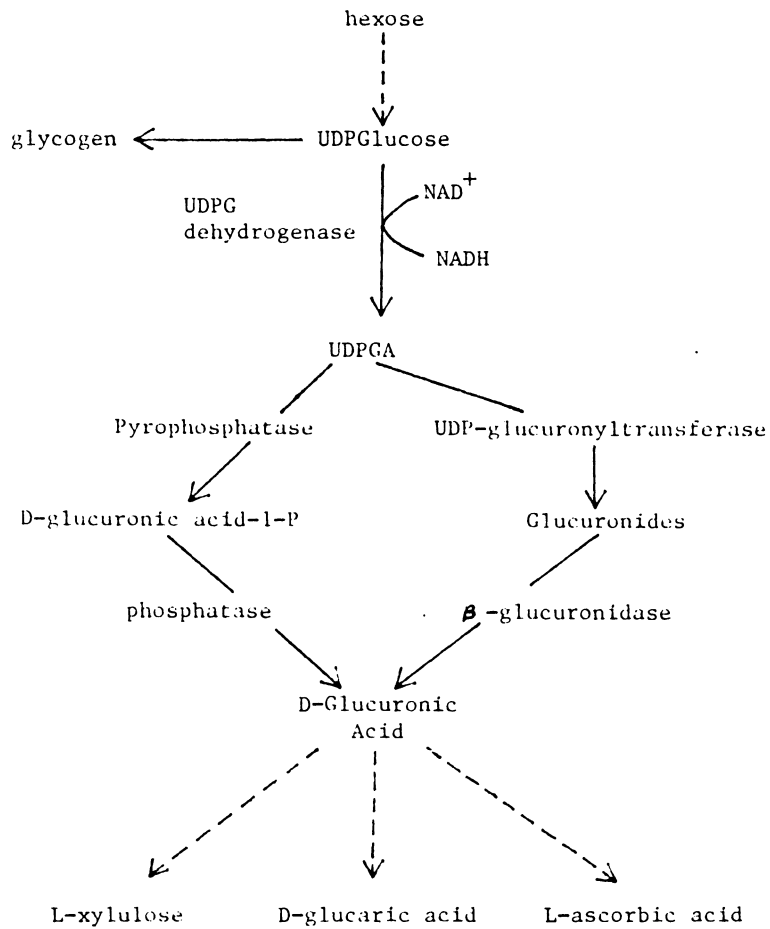 hexose
glycogen
UDPGlucose
UDPG
dehydrogenase
NAD+
NADH
UDPGA
Pyrophosphatase
UDP-glucuronyltransferase
D-glucuronic acid-1-P
Glucuronides
phosphatase
β-glucuronidase
D-Glucuronic
Acid
L-xylulose
D-glucaric acid
L-ascorbic acid